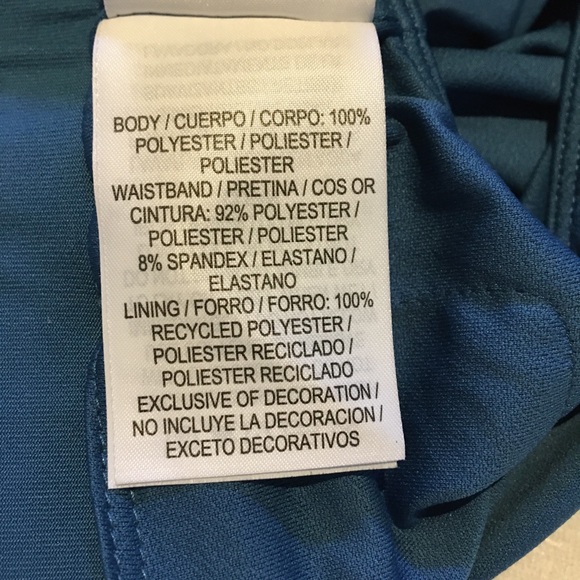 BODY / CUERPO / CORPO: 100%
POLYESTER / POLIESTER /
POLIESTER
WAISTBAND / PRETINA / COS OR
CINTURA: 92% POLYESTER /
POLIESTER / POLIESTER
8% SPANDEX / ELASTANO /
ELASTANO
LINING / FORRO / FORRO: 100%
RECYCLED POLYESTER /
POLIESTER RECICLADO /
POLIESTER RECICLADO
EXCLUSIVE OF DECORATION /
NO INCLUYE LA DECORACION /
EXCETO DECORATIVOS